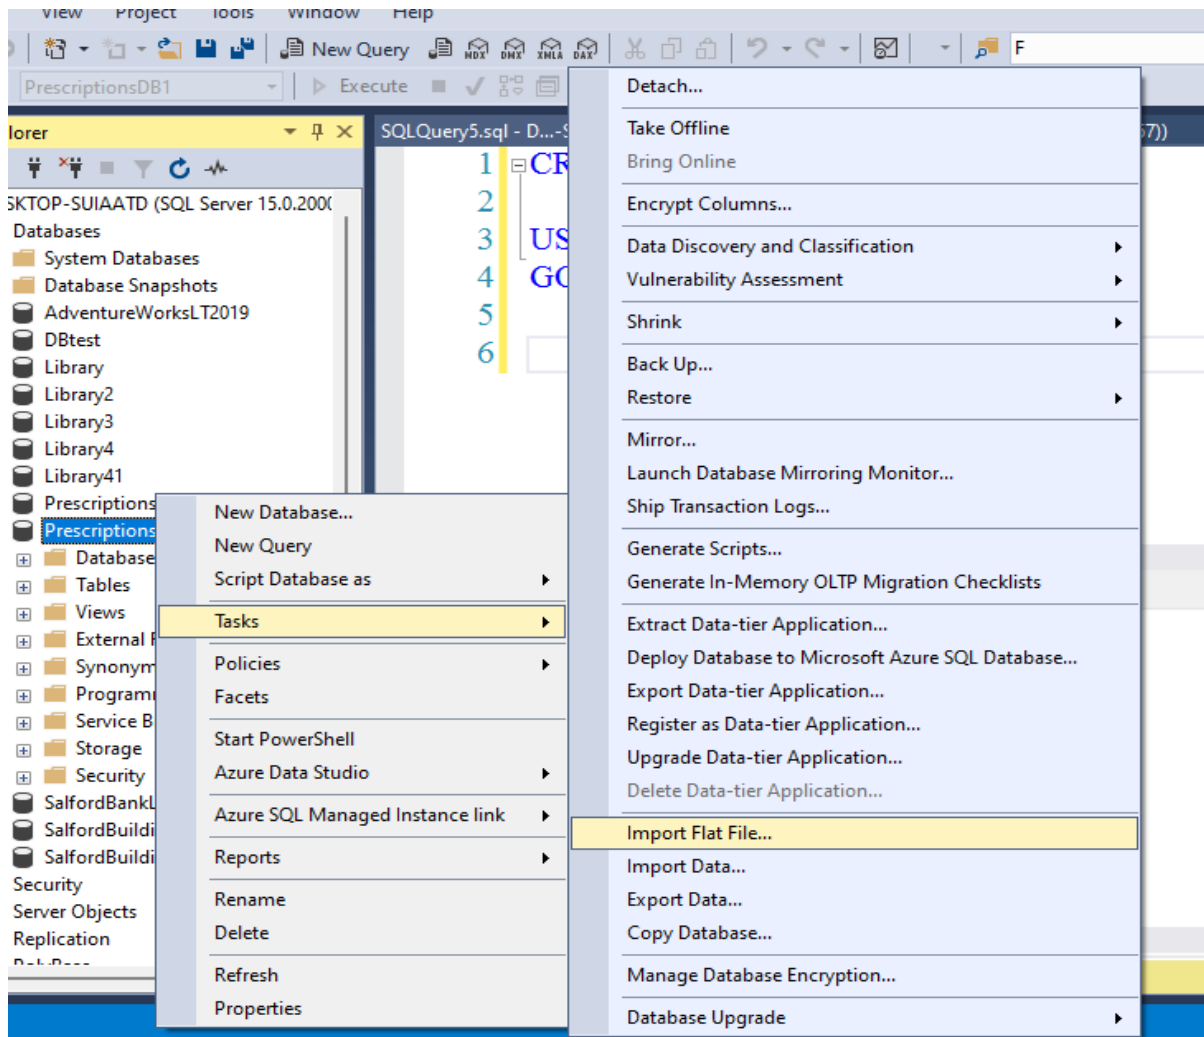 View Project Tools Window Help
New Query MDX DMX XMLA DAX F
PrescriptionsDB1 Execute
lorer
SQLQuery5.sql - D...-S 57))
SKTOP-SUIAATD (SQL Server 15.0.2000
Databases
System Databases
Database Snapshots
AdventureWorksLT2019
DBtest
Library
Library2
Library3
Library4
Library41
Prescriptions
Prescriptions
Database
Tables
Views
External R
Synonym
Programm
Service B
Storage
Security
SalfordBankL
SalfordBuildi
SalfordBuildi
Security
Server Objects
Replication
PolyBase
1 CR
2
3 US
4 GO
5
6
New Database...
New Query
Script Database as
Tasks
Policies
Facets
Start PowerShell
Azure Data Studio
Azure SQL Managed Instance link
Reports
Rename
Delete
Refresh
Properties
Detach...
Take Offline
Bring Online
Encrypt Columns...
Data Discovery and Classification
Vulnerability Assessment
Shrink
Back Up...
Restore
Mirror...
Launch Database Mirroring Monitor...
Ship Transaction Logs...
Generate Scripts...
Generate In-Memory OLTP Migration Checklists
Extract Data-tier Application...
Deploy Database to Microsoft Azure SQL Database...
Export Data-tier Application...
Register as Data-tier Application...
Upgrade Data-tier Application...
Delete Data-tier Application...
Import Flat File...
Import Data...
Export Data...
Copy Database...
Manage Database Encryption...
Database Upgrade